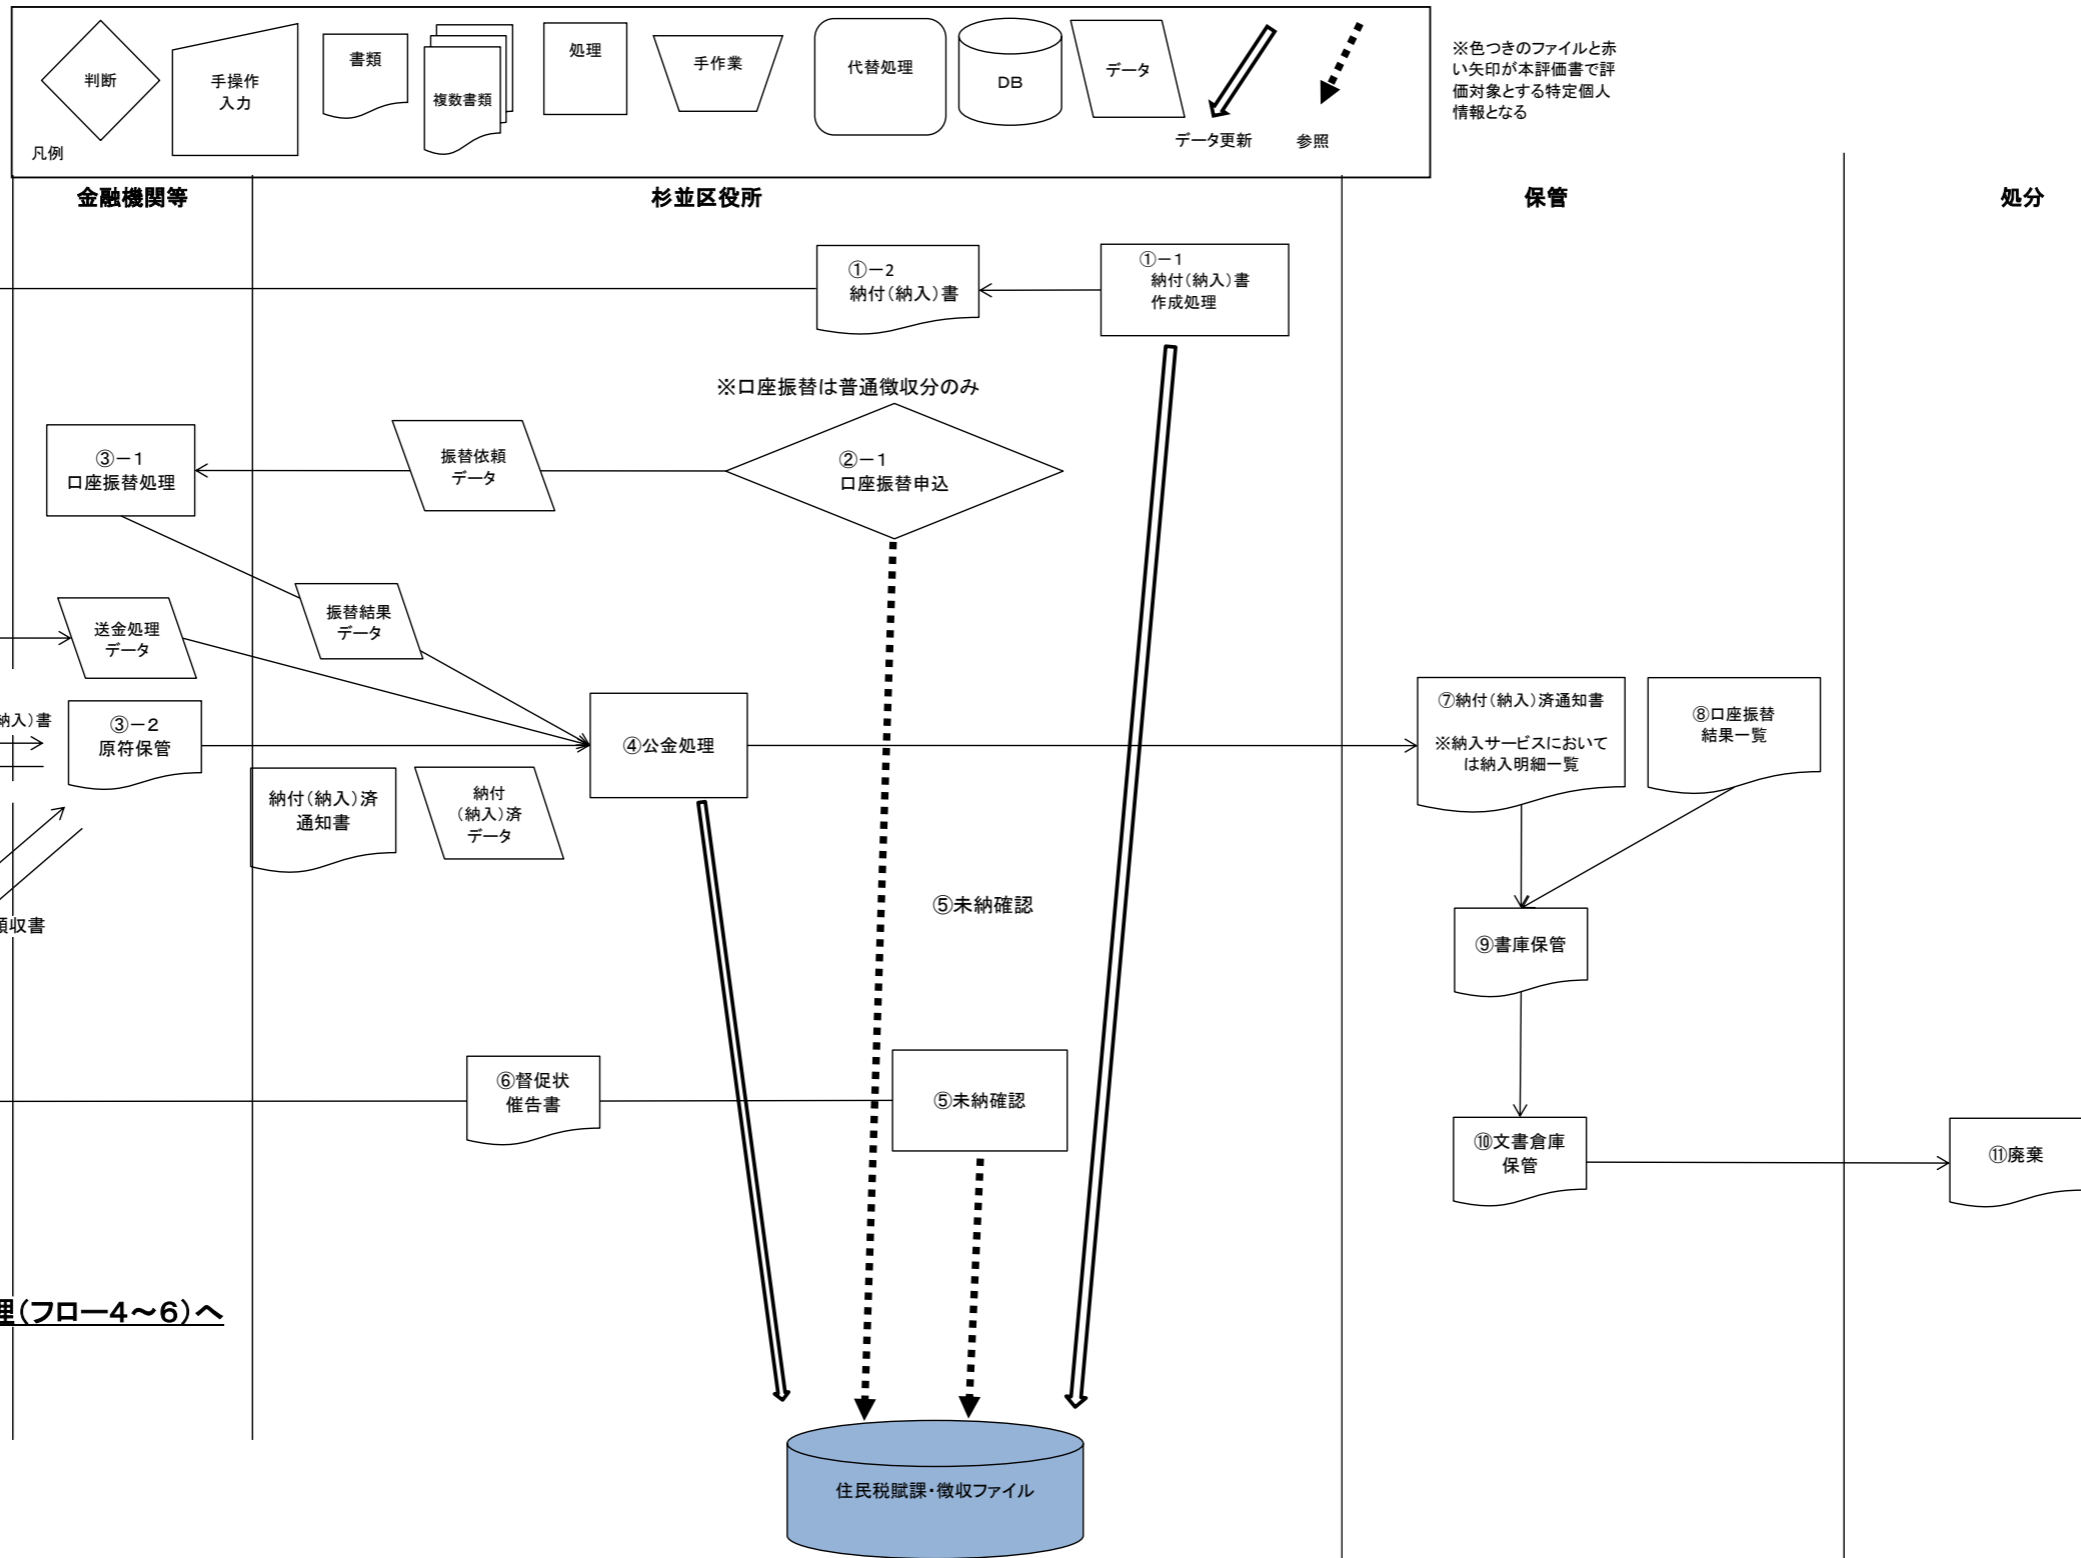 判断
手操作
入力
書類
複数書類
処理
手作業
代替処理
DB
データ
データ更新
参照
凡例
※色つきのファイルと赤
い矢印が本評価書で評
価対象とする特定個人
情報となる
金融機関等
杉並区役所
保管
処分
①－2
納付(納入)書
①－1
納付(納入)書
作成処理
※口座振替は普通徴収分のみ
③－1
口座振替処理
振替依頼
データ
②－1
口座振替申込
送金処理
データ
振替結果
データ
納入)書
③－2
原符保管
④公金処理
⑦納付(納入)済通知書
※納入サービスにおいて
は納入明細一覧
⑧口座振替
結果一覧
納付(納入)済
通知書
納付
(納入)済
データ
領収書
⑤未納確認
⑨書庫保管
⑥督促状
催告書
⑤未納確認
⑩文書倉庫
保管
⑪廃棄
理(フロー4～6)へ
住民税賦課・徴収ファイル